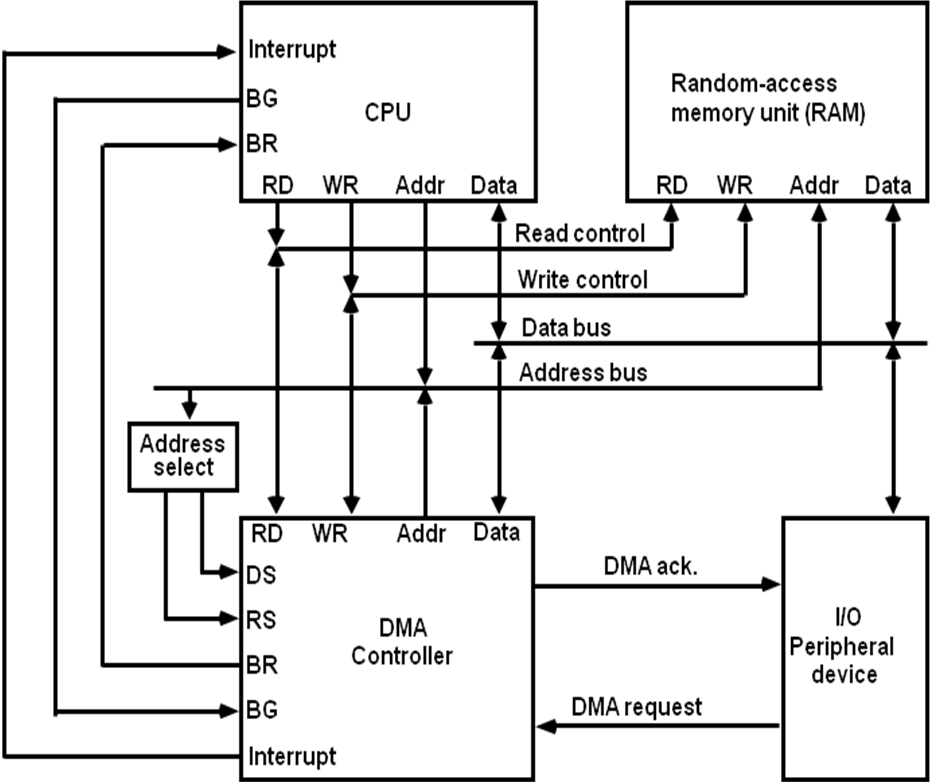 Interrupt
BG
BR
CPU
RD WR Addr Data
Random-access
memory unit (RAM)
RD WR Addr Data
Read control
Write control
Data bus
Address bus
Address
select
RD WR Addr Data
DS
RS
BR
BG
Interrupt
DMA
Controller
DMA ack.
DMA request
I/O
Peripheral
device